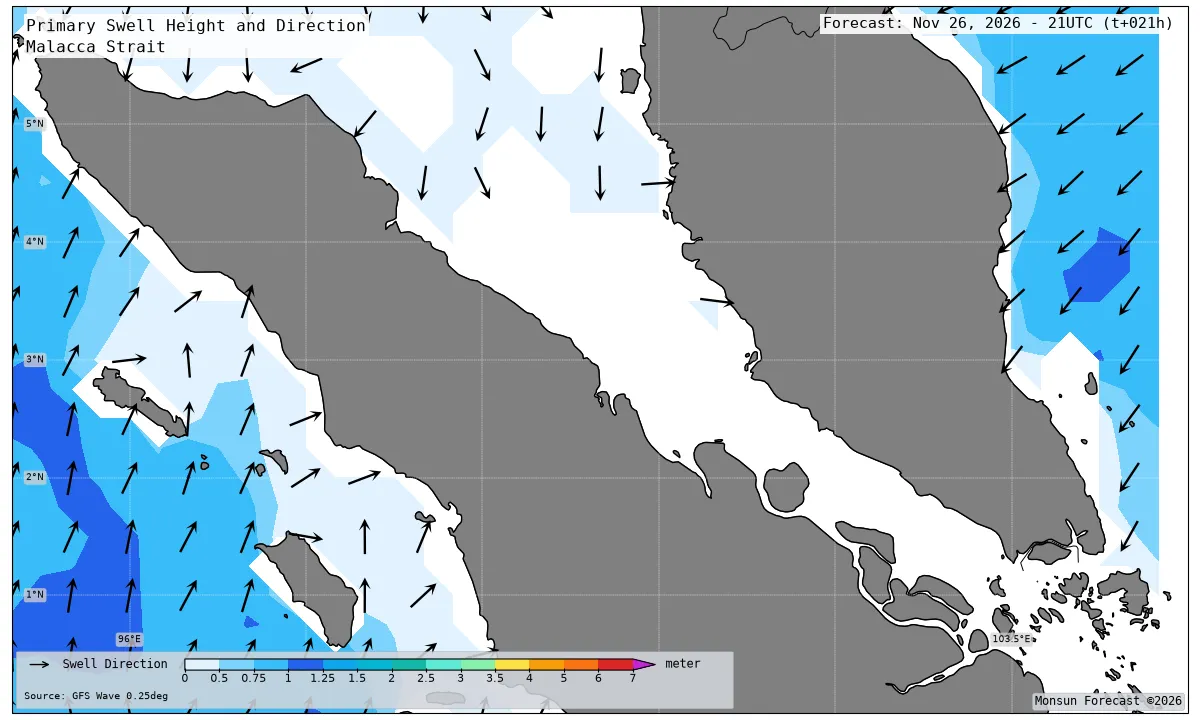 Primary Swell Height and Direction
Malacca Strait
Forecast: Nov 26, 2026 - 21UTC (t+021h)
5°N
4°N
3°N
2°N
1°N
96°E
103.5°E
Swell Direction
0 0.5 0.75 1 1.25 1.5 2 2.5 3 3.5 4 5 6 7
meter
Source: GFS Wave 0.25deg
Monsun Forecast ©2026